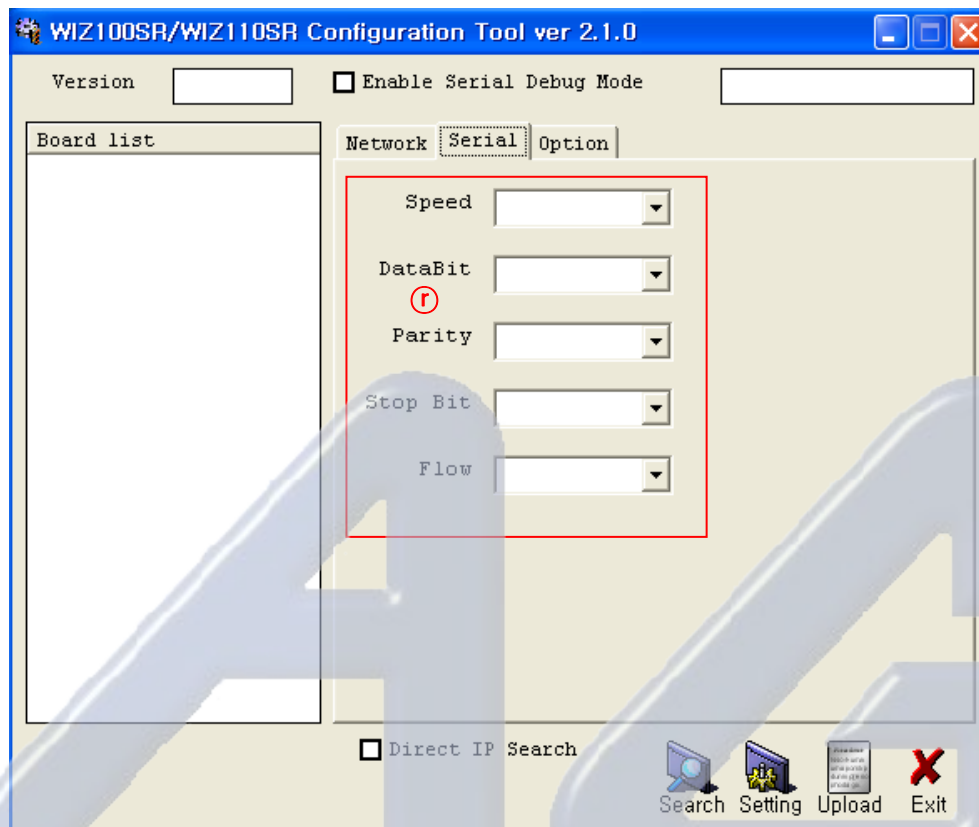 WIZ100SR/WIZ110SR Configuration Tool ver 2.1.0
Version Enable Serial Debug Mode
Board list
Network Serial Option
Speed
DataBit
r
Parity
Stop Bit
Flow
Direct IP Search
Search Setting Upload Exit